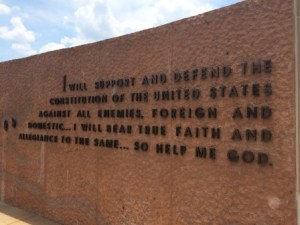 I WILL SUPPORT AND DEFEND THE
CONSTITUTION OF THE UNITED STATES
AGAINST ALL ENEMIES, FOREIGN AND
DOMESTIC... I WILL BEAR TRUE FAITH AND
ALLEGIANCE TO THE SAME... SO HELP ME GOD.